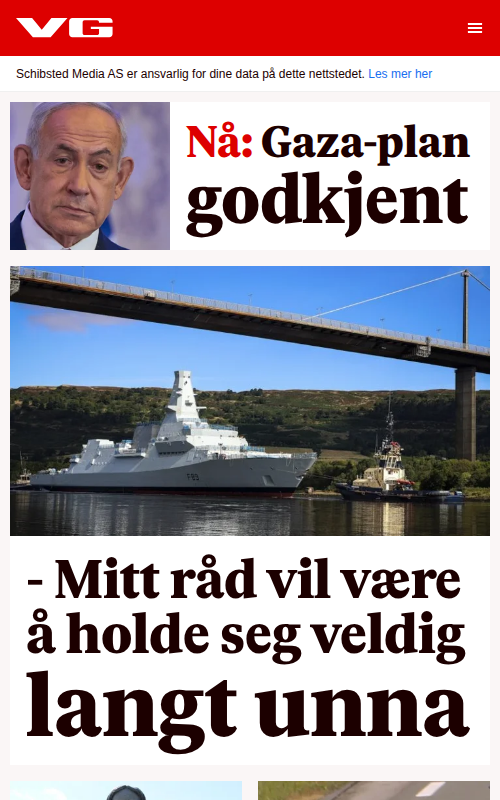 VG
Schibsted Media AS er ansvarlig for dine data på dette nettstedet. Les mer her
Nå: Gaza-plan
godkjent
F89
- Mitt råd vil være
å holde seg veldig
langt unna